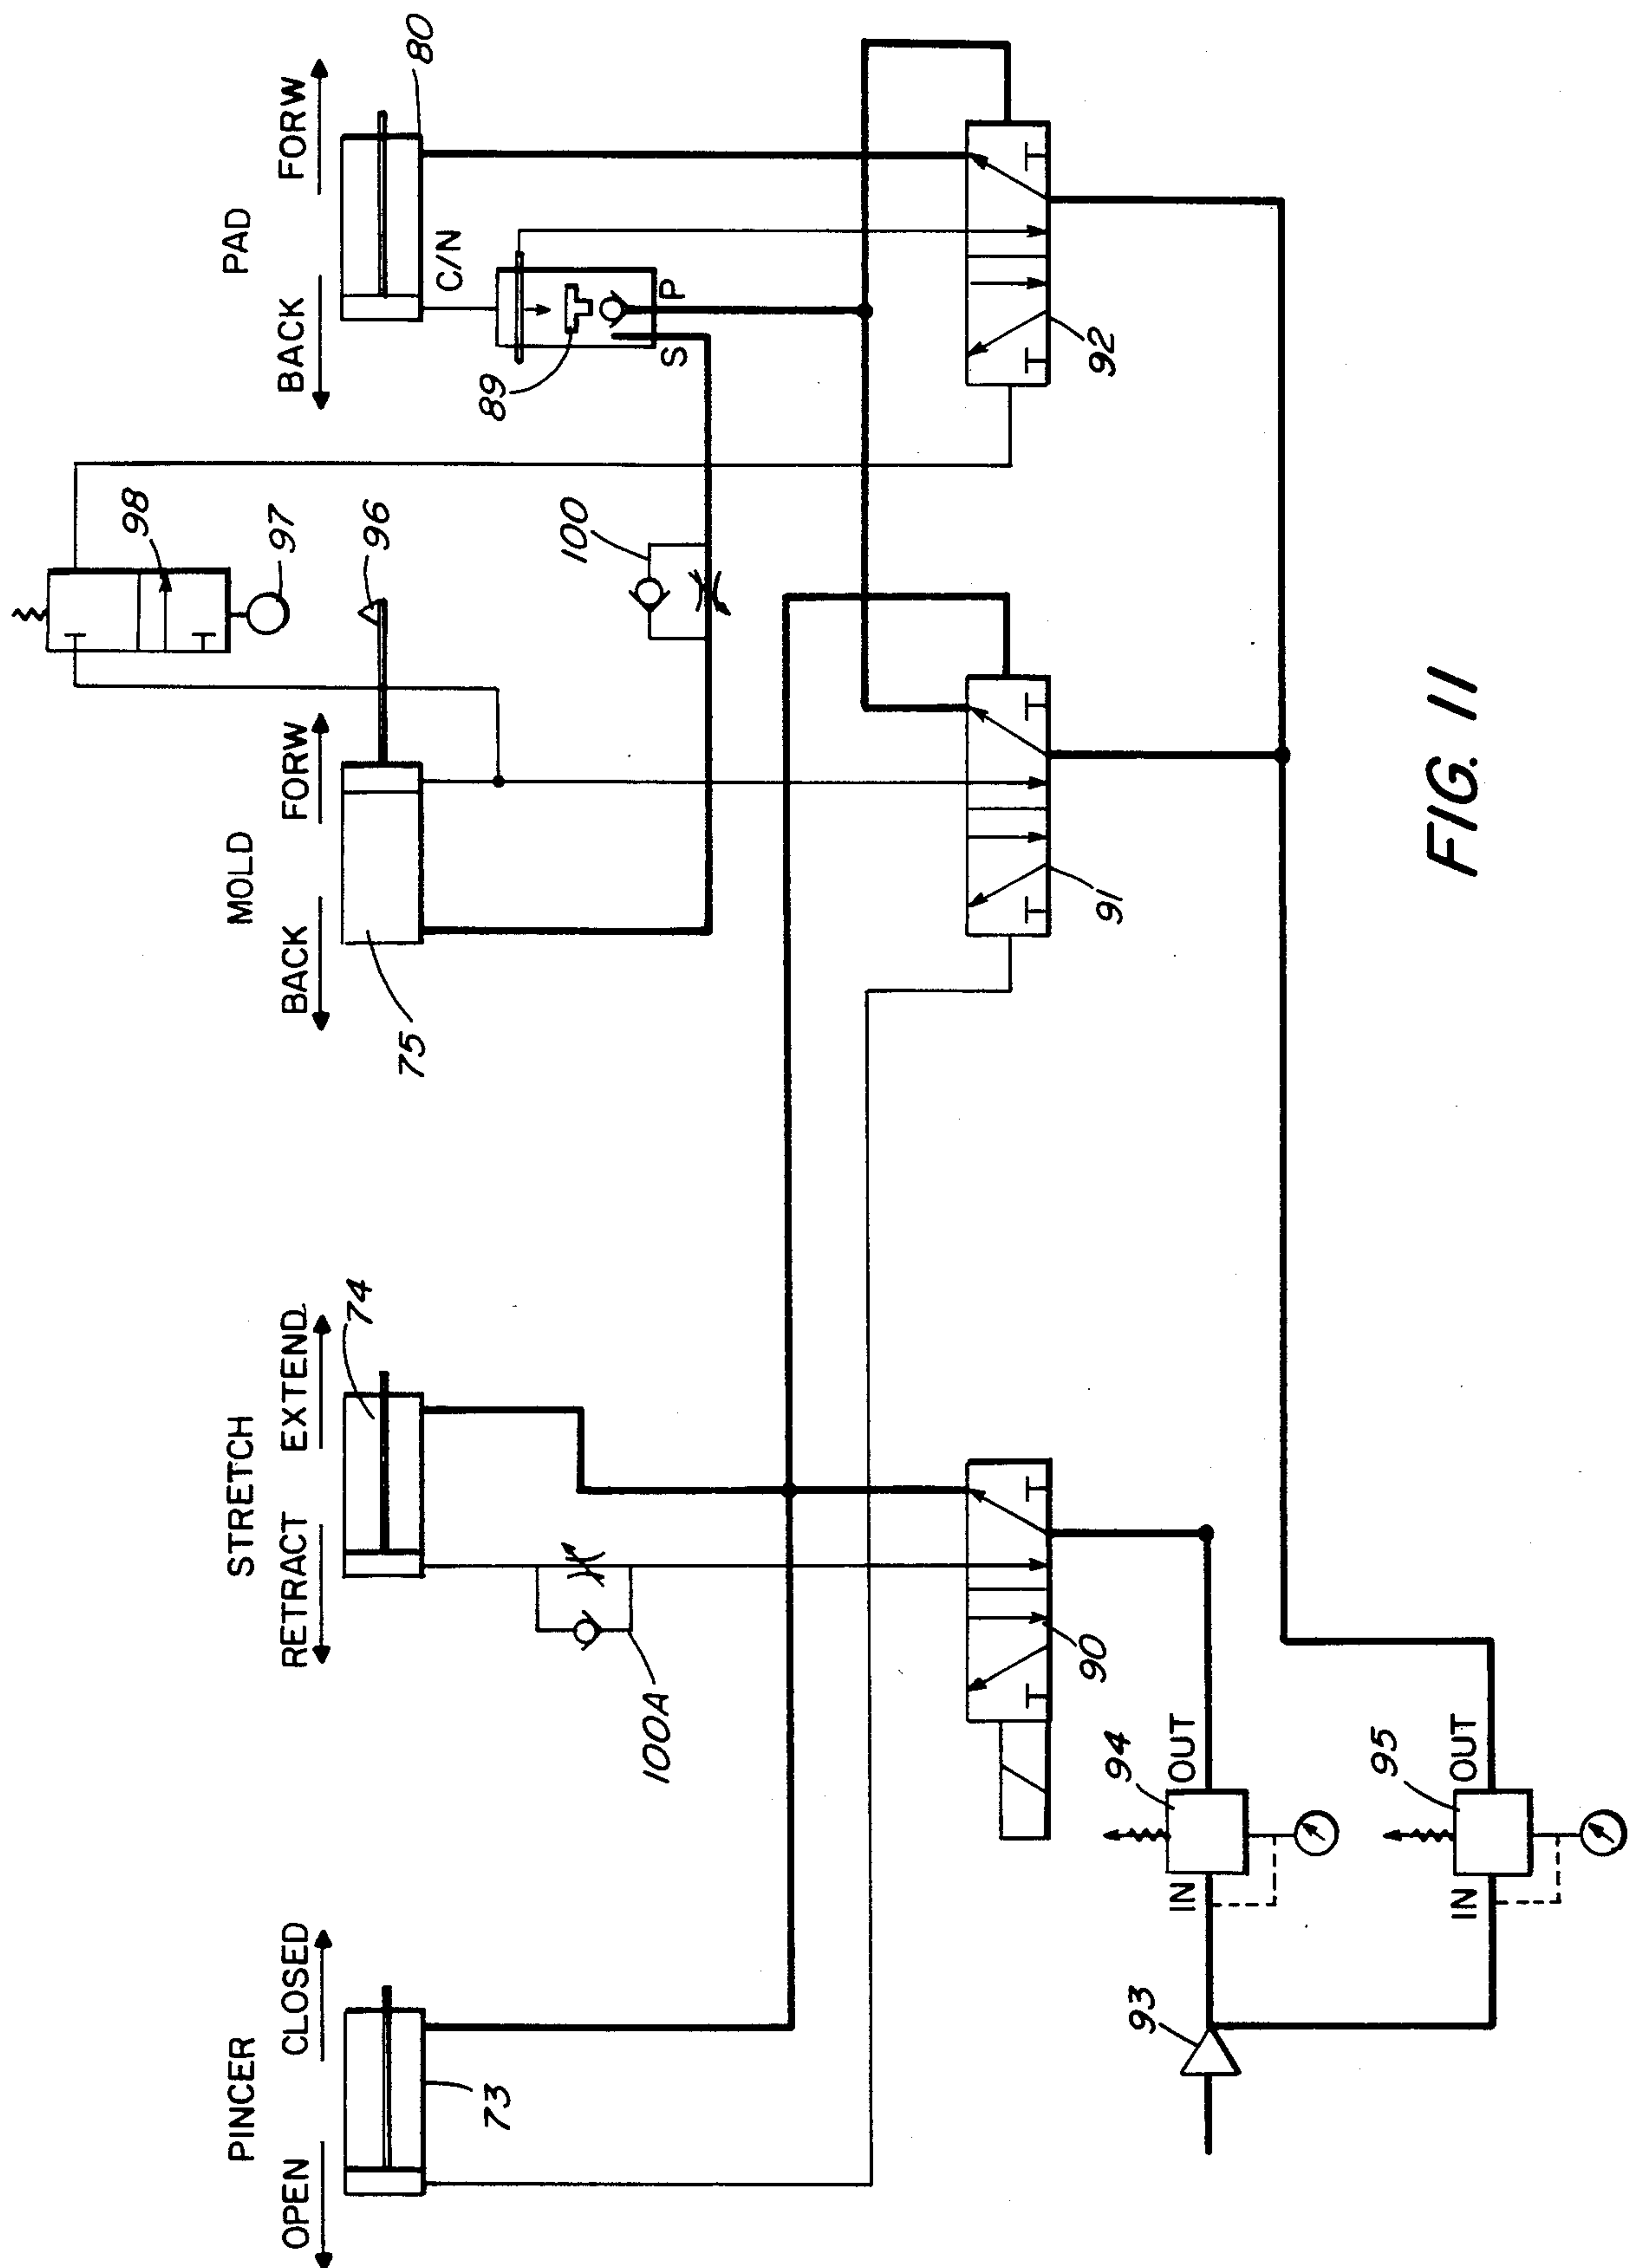 PINCER
OPEN
CLOSED
73
STRETCH
RETRACT
EXTEND.
74
100A
MOLD
BACK
FORW
75
96
98
97
100
PAD
BACK
FORW
80
C/N
89
S
P
90
91
92
93
IN
94
OUT
IN
95
OUT
FIG. 11